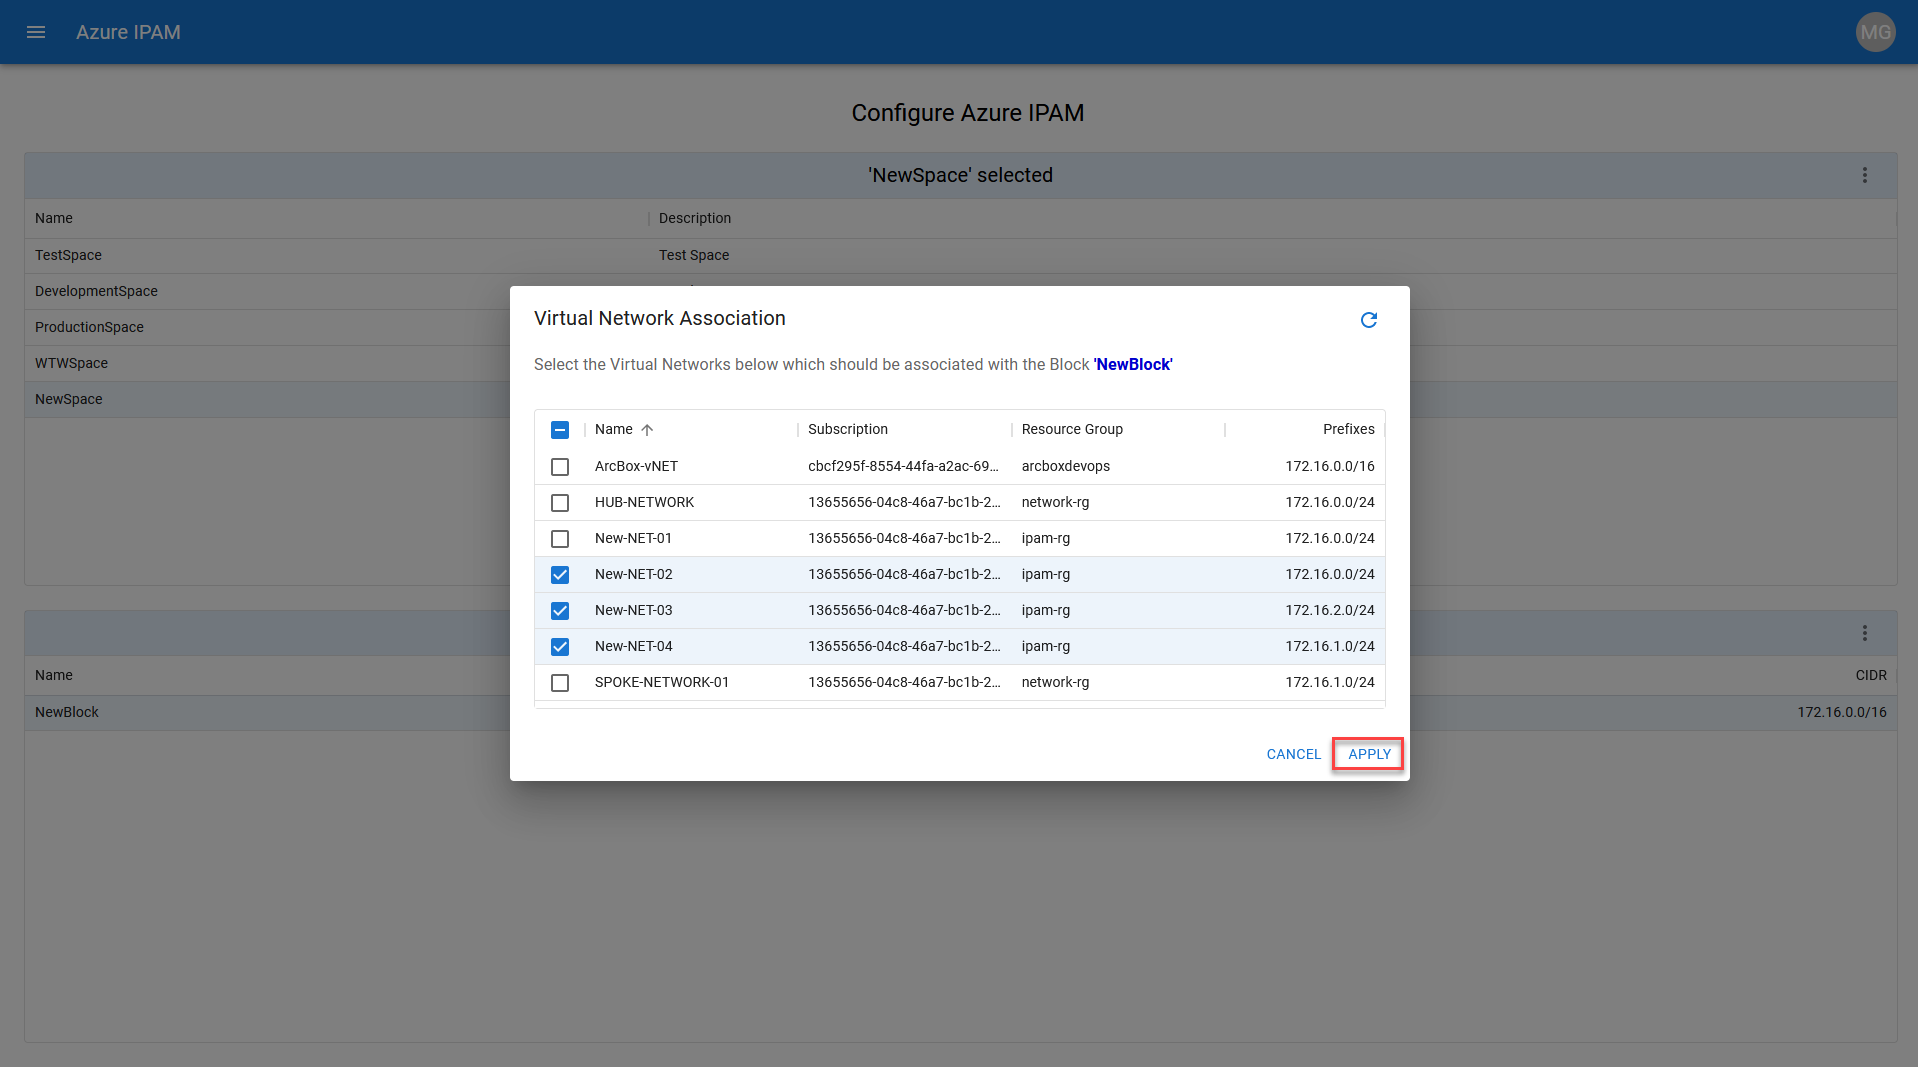 Azure IPAM
MG
Configure Azure IPAM
'NewSpace' selected
Name Description
TestSpace Test Space
DevelopmentSpace
ProductionSpace
WTWSpace
NewSpace
Virtual Network Association
Select the Virtual Networks below which should be associated with the Block 'NewBlock'
Name Subscription Resource Group Prefixes
ArcBox-vNET cbcf295f-8554-44fa-a2ac-69... arcboxdevops 172.16.0.0/16
HUB-NETWORK 13655656-04c8-46a7-bc1b-2... network-rg 172.16.0.0/24
New-NET-01 13655656-04c8-46a7-bc1b-2... ipam-rg 172.16.0.0/24
New-NET-02 13655656-04c8-46a7-bc1b-2... ipam-rg 172.16.0.0/24
New-NET-03 13655656-04c8-46a7-bc1b-2... ipam-rg 172.16.2.0/24
New-NET-04 13655656-04c8-46a7-bc1b-2... ipam-rg 172.16.1.0/24
SPOKE-NETWORK-01 13655656-04c8-46a7-bc1b-2... network-rg 172.16.1.0/24
CANCEL APPLY
Name CIDR
NewBlock 172.16.0.0/16